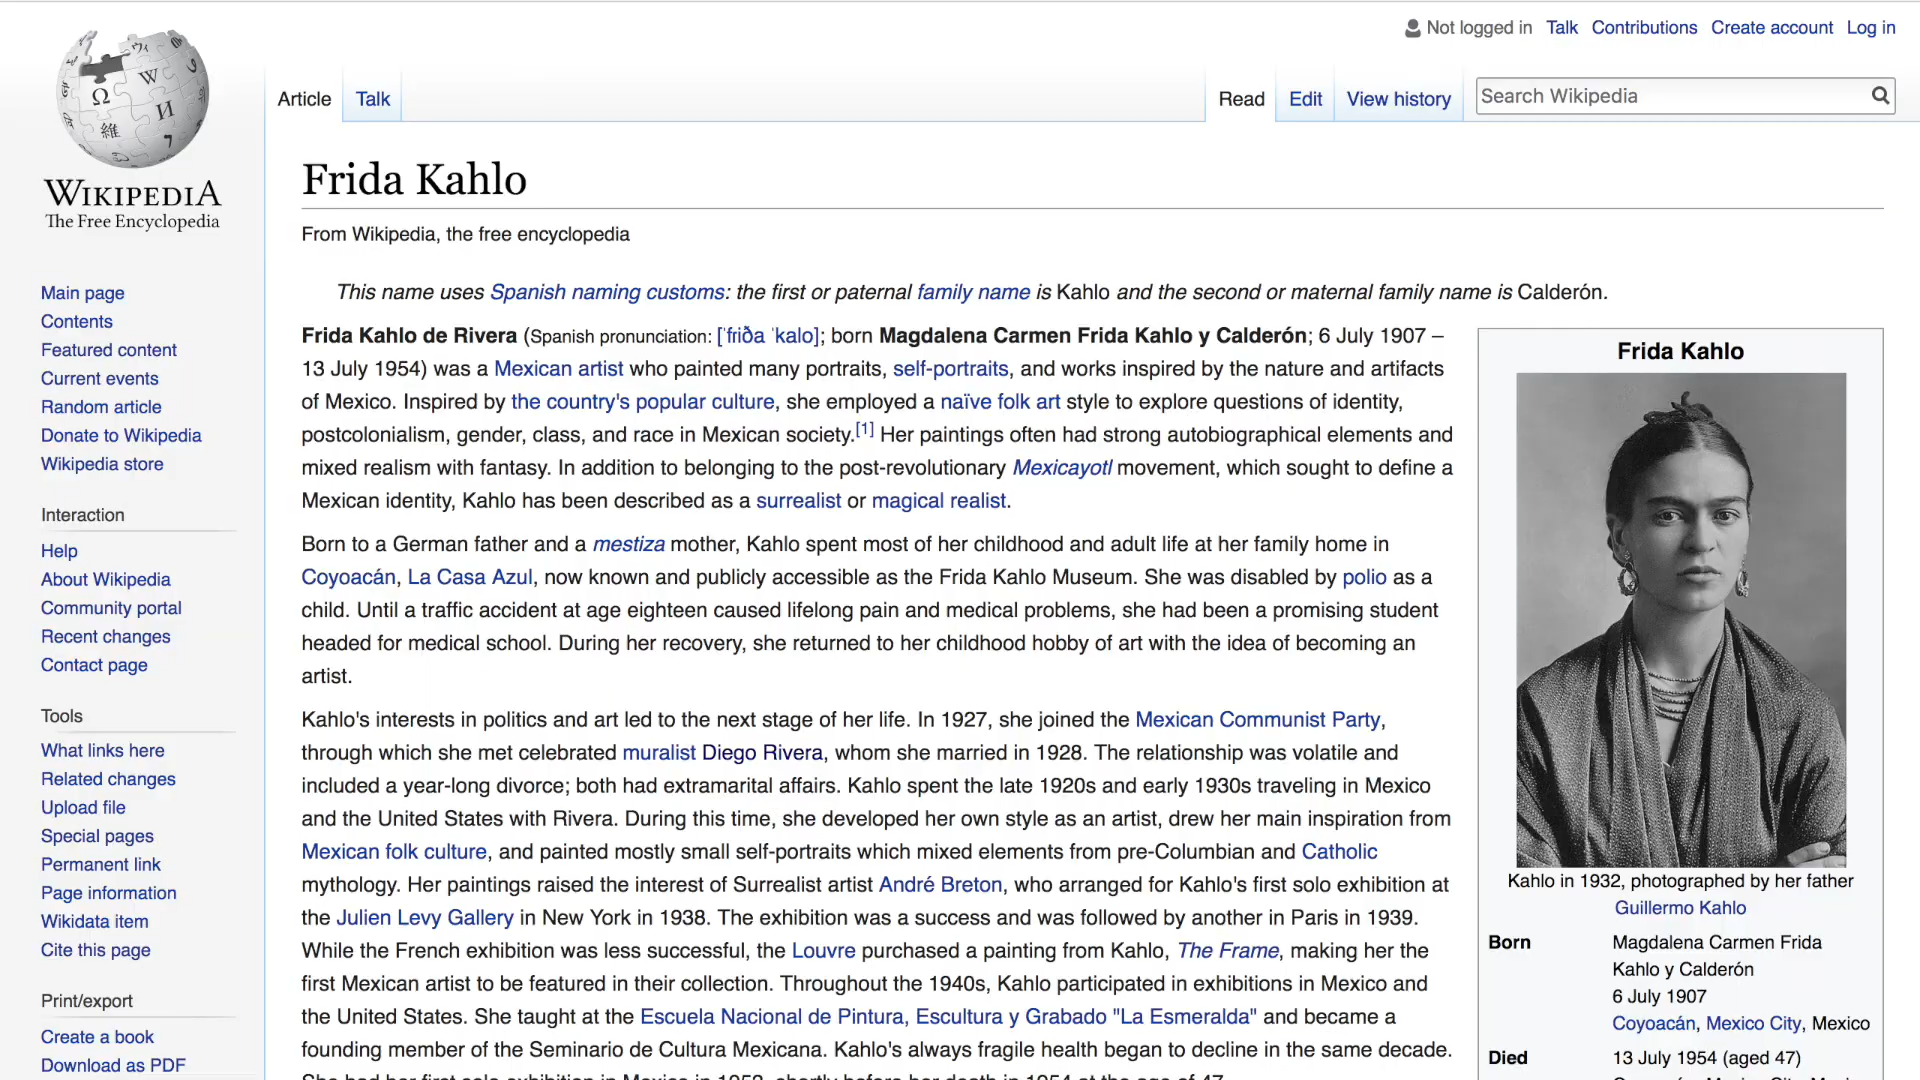 Not logged in Talk Contributions Create account Log in
Article Talk Read Edit View history Search Wikipedia
WIKIPEDIA
The Free Encyclopedia
Main page
Contents
Featured content
Current events
Random article
Donate to Wikipedia
Wikipedia store
Interaction
Help
About Wikipedia
Community portal
Recent changes
Contact page
Tools
What links here
Related changes
Upload file
Special pages
Permanent link
Page information
Wikidata item
Cite this page
Print/export
Create a book
Download as PDF
Frida Kahlo
From Wikipedia, the free encyclopedia
This name uses Spanish naming customs: the first or paternal family name is Kahlo and the second or maternal family name is Calderón.
Frida Kahlo de Rivera (Spanish pronunciation: [ˈfɾiða ˈkalo]; born Magdalena Carmen Frida Kahlo y Calderón; 6 July 1907 –
13 July 1954) was a Mexican artist who painted many portraits, self-portraits, and works inspired by the nature and artifacts
of Mexico. Inspired by the country's popular culture, she employed a naïve folk art style to explore questions of identity,
postcolonialism, gender, class, and race in Mexican society.[1] Her paintings often had strong autobiographical elements and
mixed realism with fantasy. In addition to belonging to the post-revolutionary Mexicayotl movement, which sought to define a
Mexican identity, Kahlo has been described as a surrealist or magical realist.
Born to a German father and a mestiza mother, Kahlo spent most of her childhood and adult life at her family home in
Coyoacán, La Casa Azul, now known and publicly accessible as the Frida Kahlo Museum. She was disabled by polio as a
child. Until a traffic accident at age eighteen caused lifelong pain and medical problems, she had been a promising student
headed for medical school. During her recovery, she returned to her childhood hobby of art with the idea of becoming an
artist.
Kahlo's interests in politics and art led to the next stage of her life. In 1927, she joined the Mexican Communist Party,
through which she met celebrated muralist Diego Rivera, whom she married in 1928. The relationship was volatile and
included a year-long divorce; both had extramarital affairs. Kahlo spent the late 1920s and early 1930s traveling in Mexico
and the United States with Rivera. During this time, she developed her own style as an artist, drew her main inspiration from
Mexican folk culture, and painted mostly small self-portraits which mixed elements from pre-Columbian and Catholic
mythology. Her paintings raised the interest of Surrealist artist André Breton, who arranged for Kahlo's first solo exhibition at
the Julien Levy Gallery in New York in 1938. The exhibition was a success and was followed by another in Paris in 1939.
While the French exhibition was less successful, the Louvre purchased a painting from Kahlo, The Frame, making her the
first Mexican artist to be featured in their collection. Throughout the 1940s, Kahlo participated in exhibitions in Mexico and
the United States. She taught at the Escuela Nacional de Pintura, Escultura y Grabado "La Esmeralda" and became a
founding member of the Seminario de Cultura Mexicana. Kahlo's always fragile health began to decline in the same decade.
Frida Kahlo
Kahlo in 1932, photographed by her father
Guillermo Kahlo
Born Magdalena Carmen Frida
Kahlo y Calderón
6 July 1907
Coyoacán, Mexico City, Mexico
Died 13 July 1954 (aged 47)